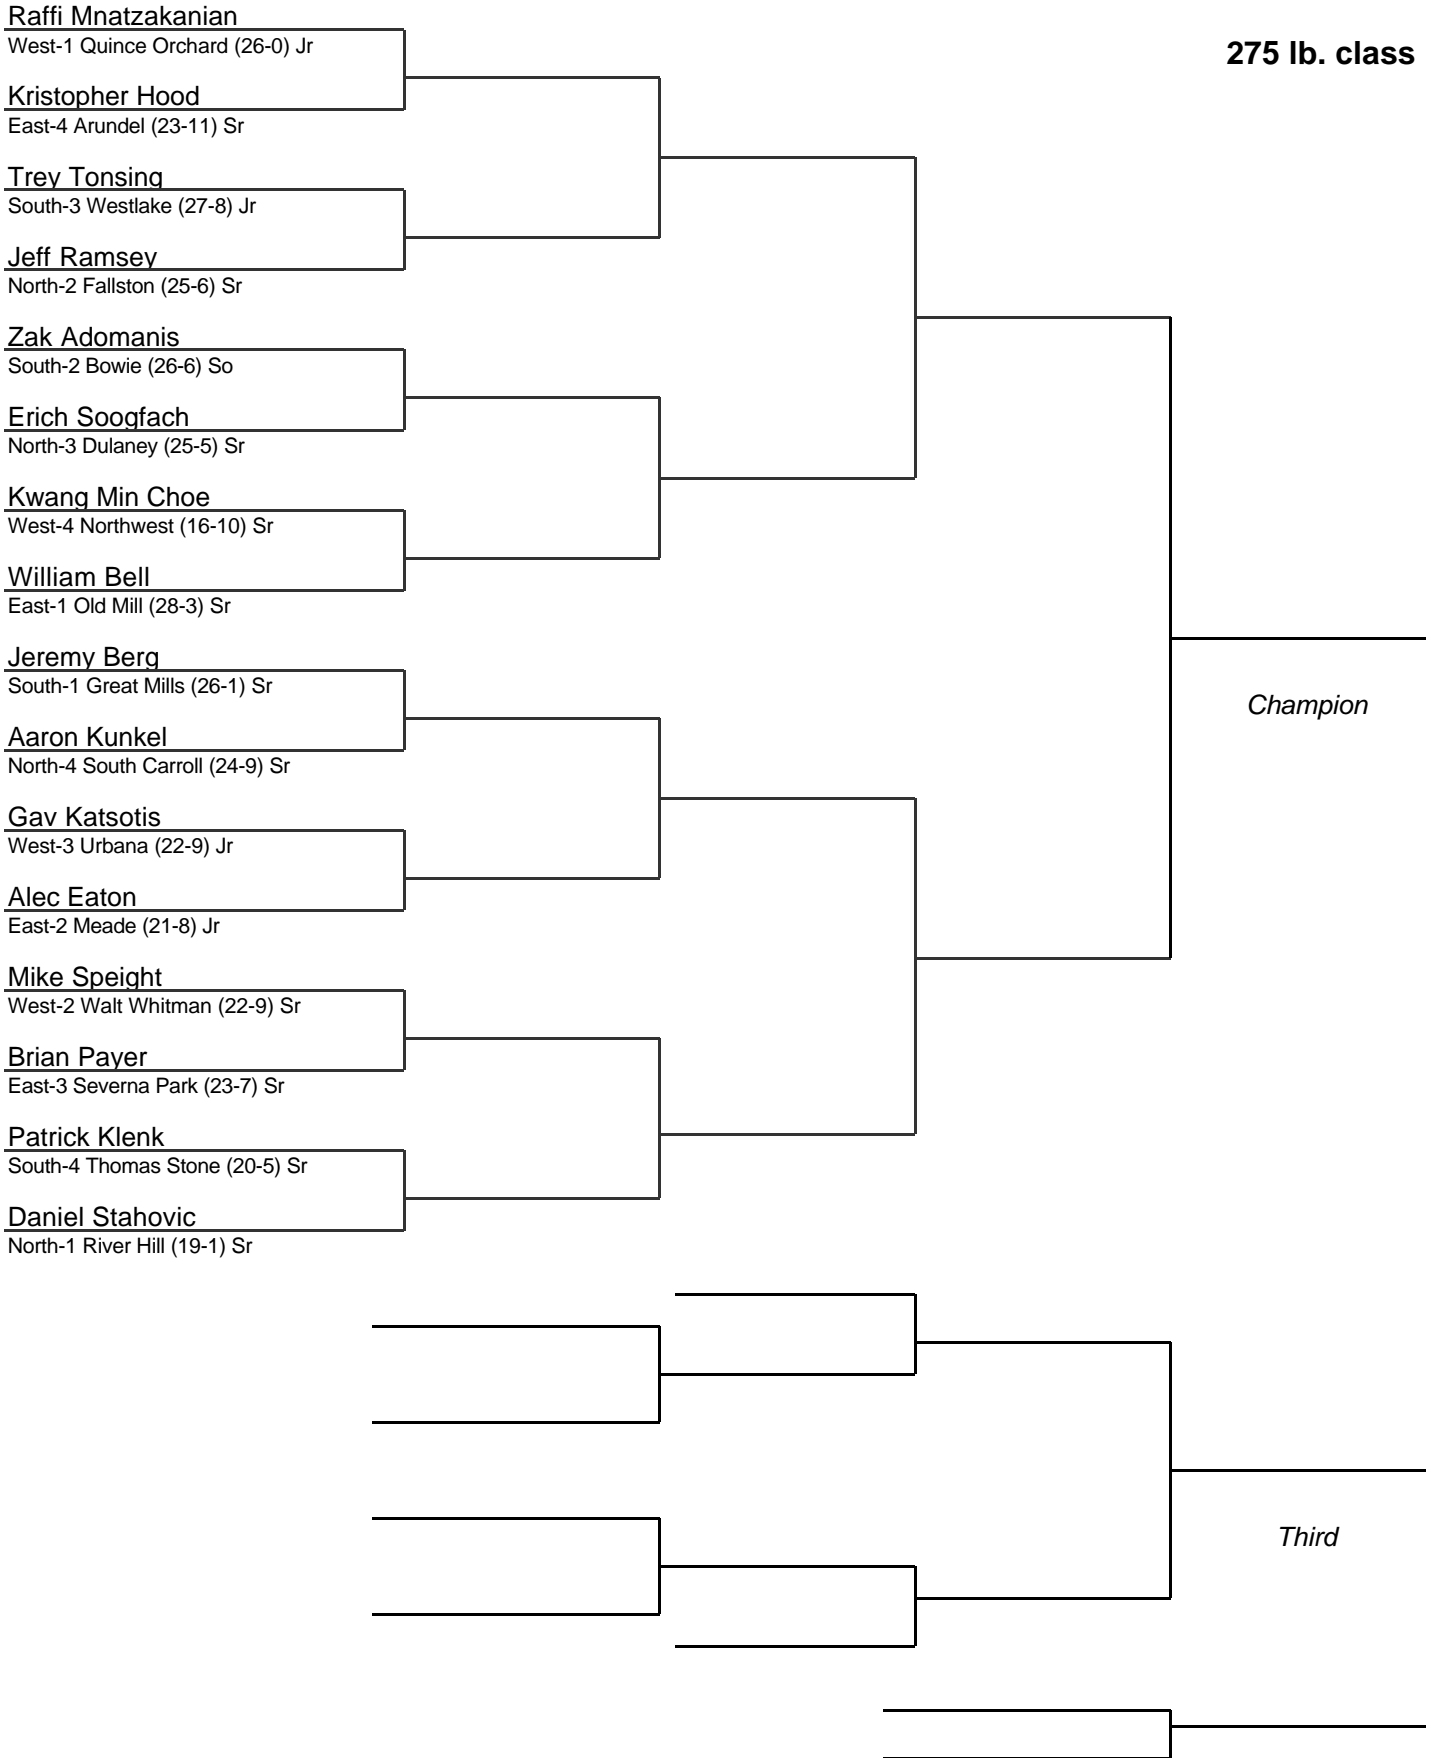 Raffi Mnatzakanian
West-1 Quince Orchard (26-0) Jr
275 lb. class
Kristopher Hood
East-4 Arundel (23-11) Sr
Trey Tonsing
South-3 Westlake (27-8) Jr
Jeff Ramsey
North-2 Fallston (25-6) Sr
Zak Adomanis
South-2 Bowie (26-6) So
Erich Soogfach
North-3 Dulaney (25-5) Sr
Kwang Min Choe
West-4 Northwest (16-10) Sr
William Bell
East-1 Old Mill (28-3) Sr
Jeremy Berg
South-1 Great Mills (26-1) Sr
Champion
Aaron Kunkel
North-4 South Carroll (24-9) Sr
Gav Katsotis
West-3 Urbana (22-9) Jr
Alec Eaton
East-2 Meade (21-8) Jr
Mike Speight
West-2 Walt Whitman (22-9) Sr
Brian Payer
East-3 Severna Park (23-7) Sr
Patrick Klenk
South-4 Thomas Stone (20-5) Sr
Daniel Stahovic
North-1 River Hill (19-1) Sr
Third